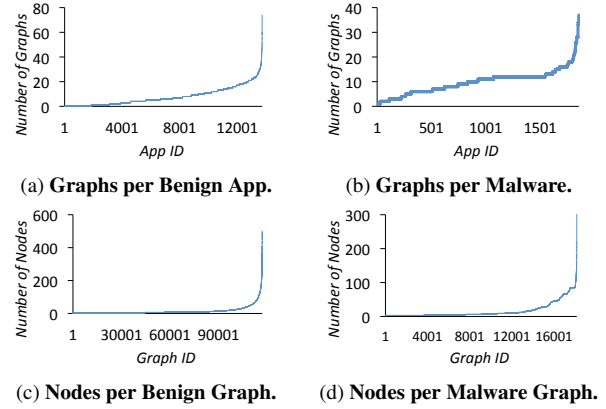 Number of Graphs
80
60
40
20
0
1 4001 8001 12001
App ID
(a) Graphs per Benign App.
Number of Graphs
40
30
20
10
0
1 501 1001 1501
App ID
(b) Graphs per Malware.
Number of Nodes
600
400
200
0
1 30001 60001 90001
Graph ID
(c) Nodes per Benign Graph.
Number of Nodes
300
200
100
0
1 4001 8001 12001 16001
Graph ID
(d) Nodes per Malware Graph.